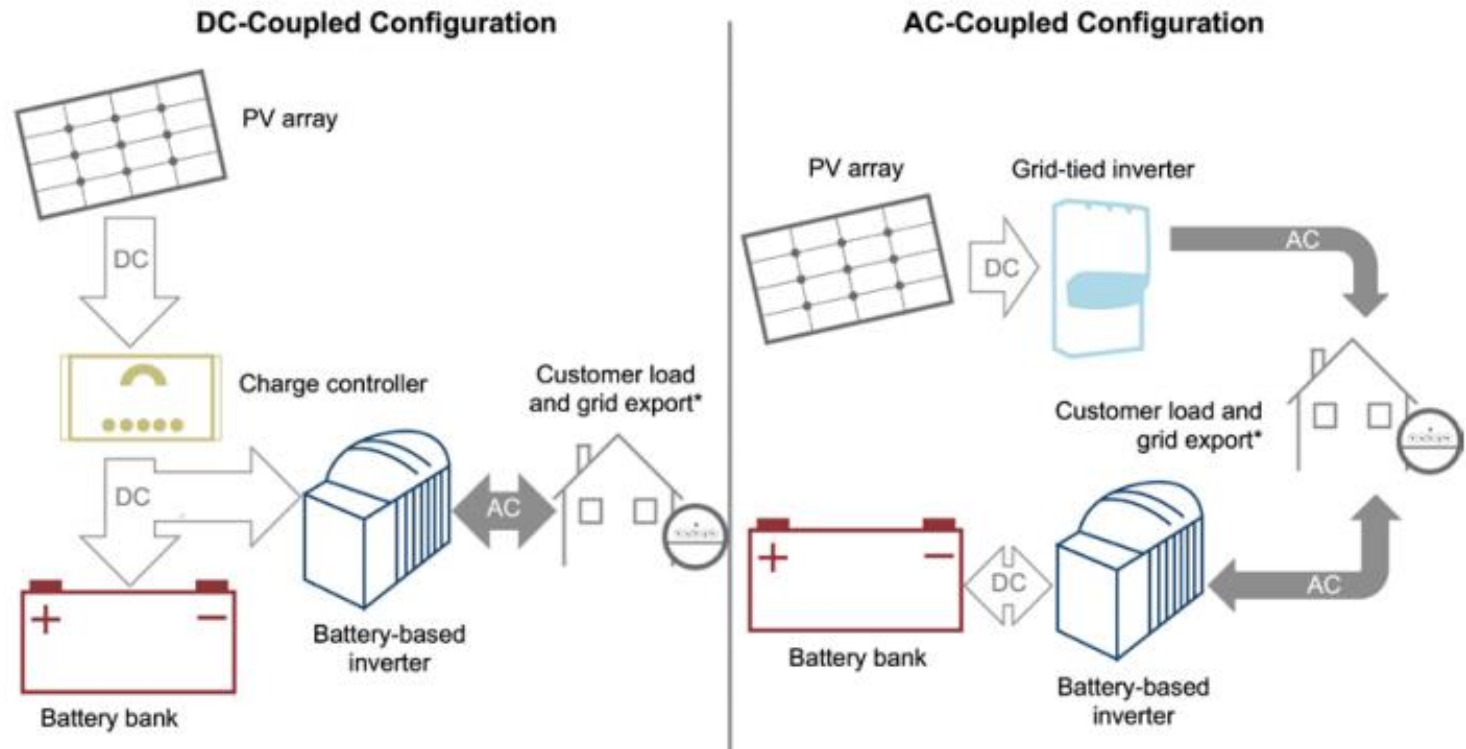 DC-Coupled Configuration
PV array
DC
Charge controller
DC
Customer load
and grid export*
AC
Battery-based
inverter
+
−
Battery bank
AC-Coupled Configuration
PV array
Grid-tied inverter
DC
AC
Customer load and
grid export*
+
−
DC
AC
Battery bank
Battery-based
inverter